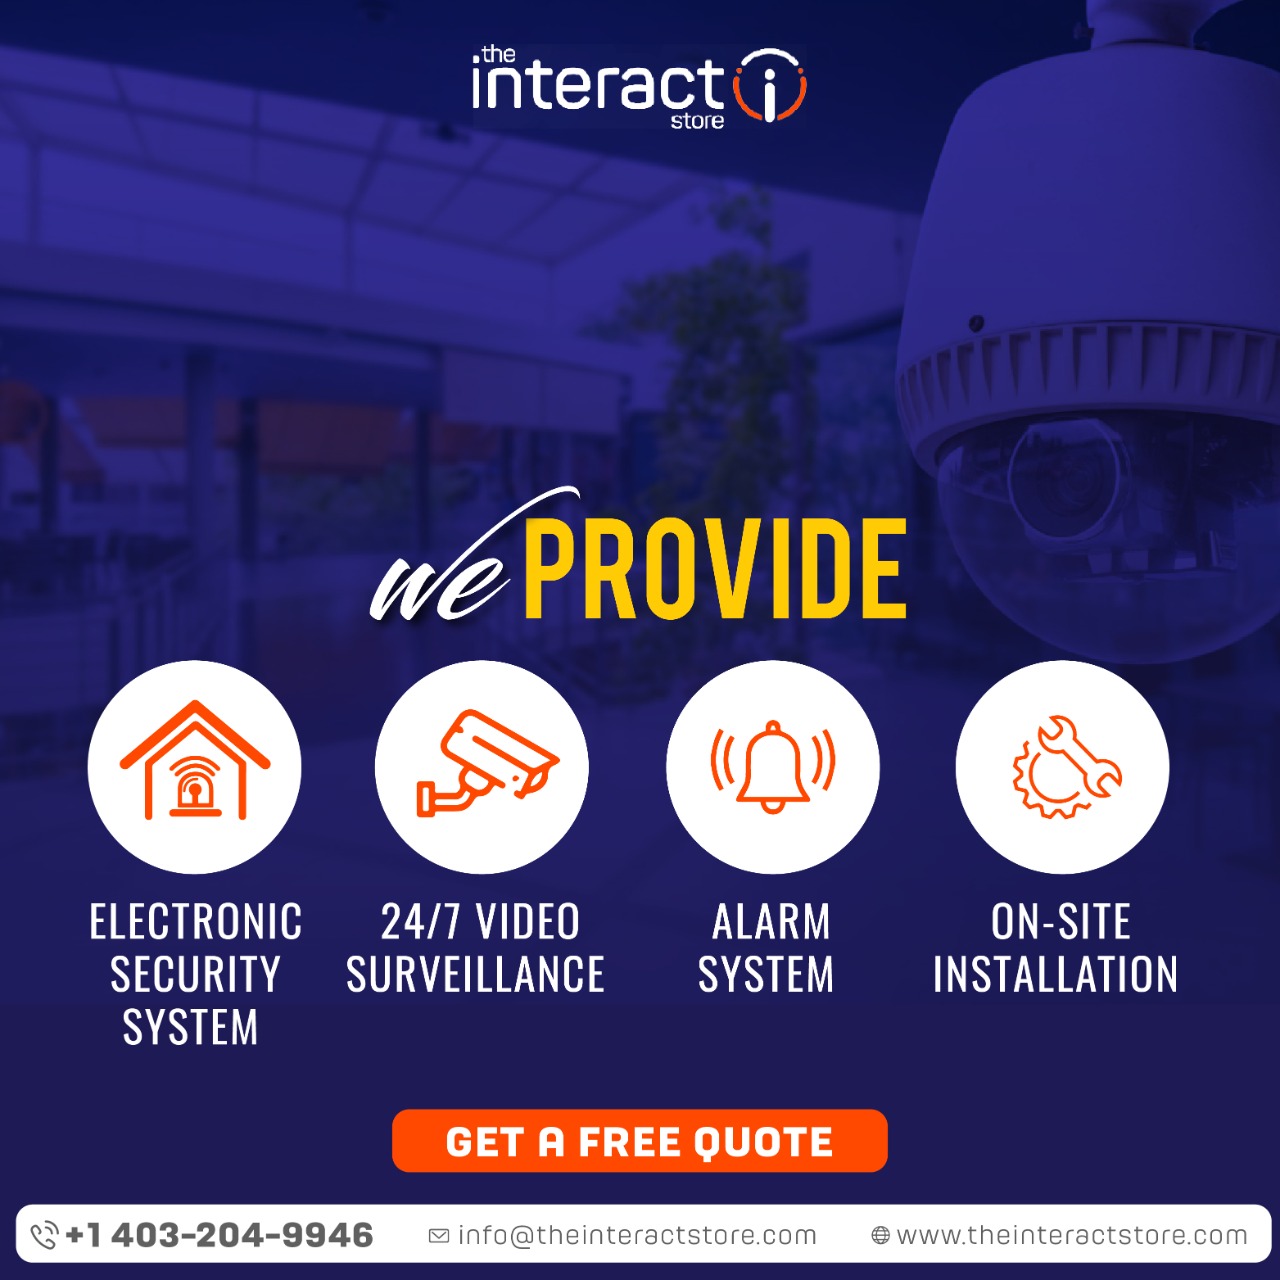 the
interact
store
we PROVIDE
ELECTRONIC
SECURITY
SYSTEM
24/7 VIDEO
SURVEILLANCE
ALARM
SYSTEM
ON-SITE
INSTALLATION
GET A FREE QUOTE
+1 403-204-9946
info@theinteractstore.com
www.theinteractstore.com